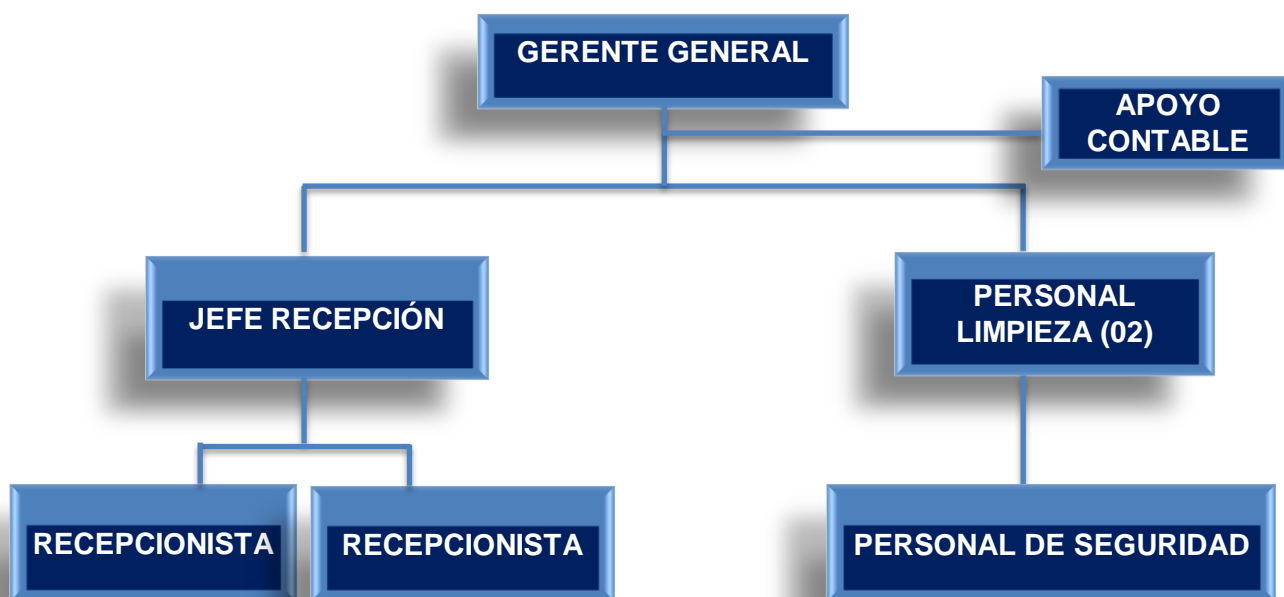 GERENTE GENERAL
APOYO
CONTABLE
JEFE RECEPCIÓN
PERSONAL
LIMPIEZA (02)
RECEPCIONISTA
RECEPCIONISTA
PERSONAL DE SEGURIDAD